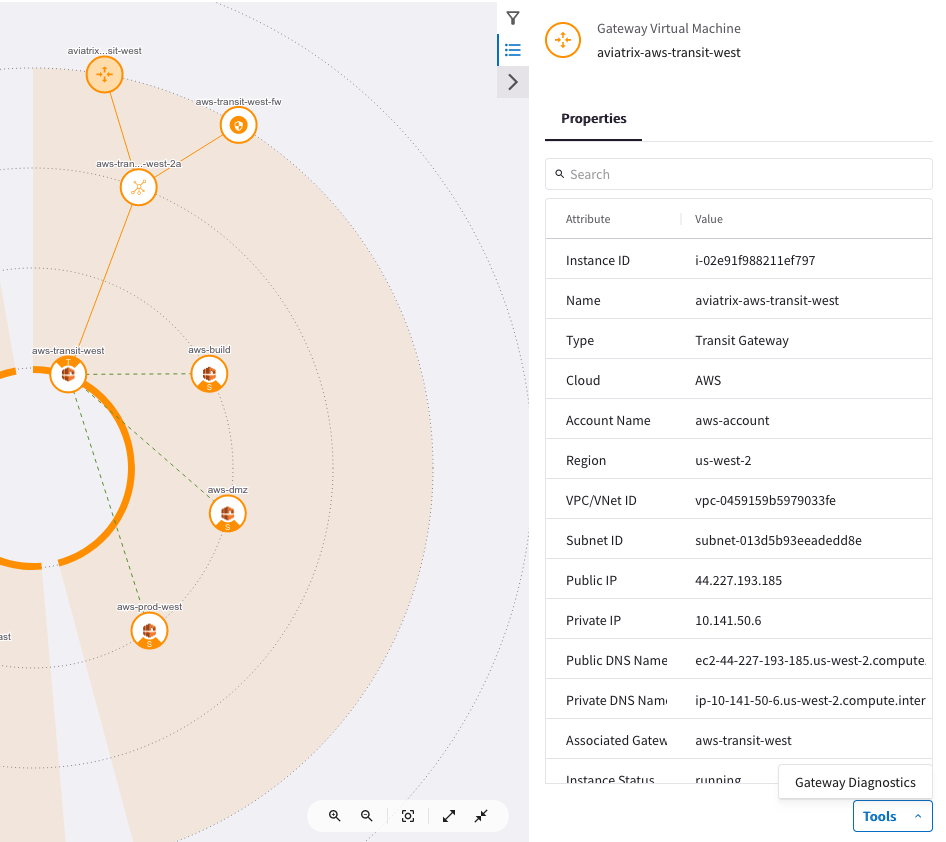 aviatrix...sit-west
aws-transit-west-fw
aws-tran...-west-2a
aws-transit-west
T
aws-build
S
aws-dmz
S
aws-prod-west
S
ast
Gateway Virtual Machine
aviatrix-aws-transit-west
Properties
Search
Attribute Value
Instance ID i-02e91f988211ef797
Name aviatrix-aws-transit-west
Type Transit Gateway
Cloud AWS
Account Name aws-account
Region us-west-2
VPC/VNet ID vpc-0459159b5979033fe
Subnet ID subnet-013d5b93eeadedd8e
Public IP 44.227.193.185
Private IP 10.141.50.6
Public DNS Name ec2-44-227-193-185.us-west-2.compute.
Private DNS Name ip-10-141-50-6.us-west-2.compute.inter
Associated Gatew aws-transit-west
Instance Status running
Gateway Diagnostics
Tools